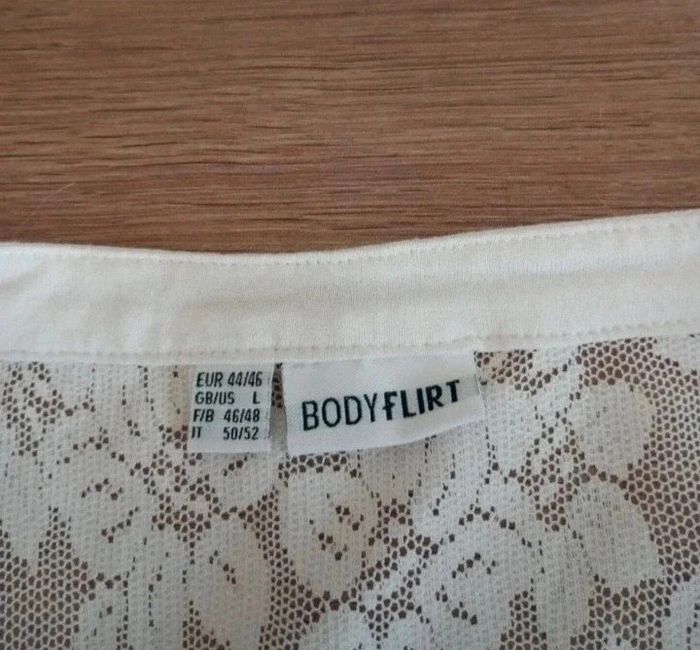 EUR 44/46
GB/US L
F/B 46/48
IT 50/52
BODYFLIRT